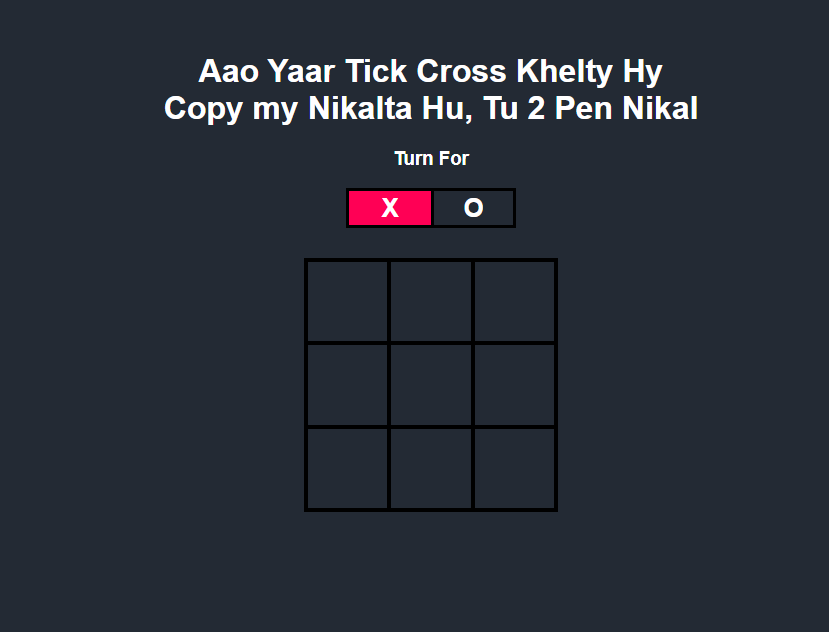 Aao Yaar Tick Cross Khelty Hy
Copy my Nikalta Hu, Tu 2 Pen Nikal
Turn For
X O